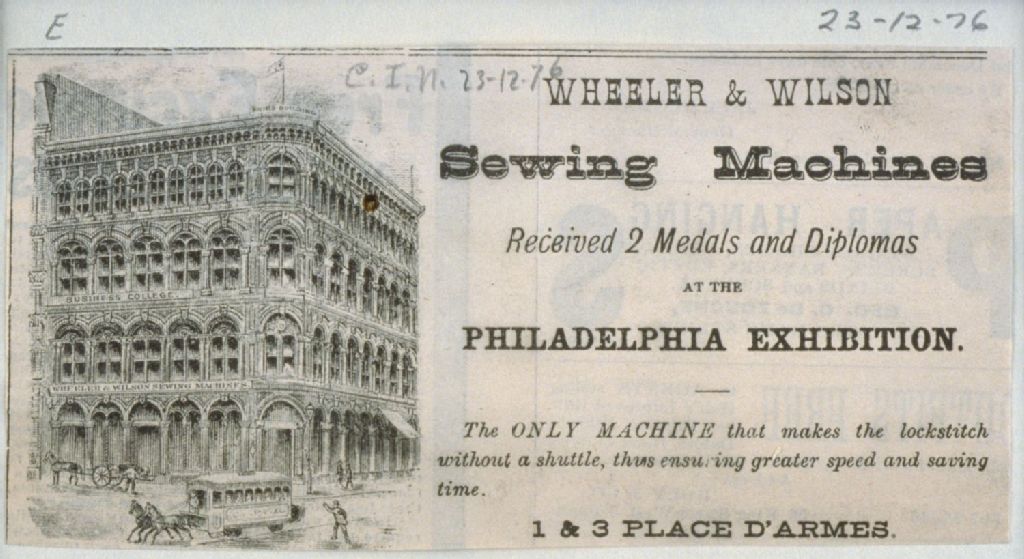 E
23-12-76
C. I. N. 23-12-76
WHEELER & WILSON
Sewing Machines
Received 2 Medals and Diplomas
AT THE
PHILADELPHIA EXHIBITION.
The ONLY MACHINE that makes the lockstitch
without a shuttle, thus ensuring greater speed and saving
time.
1 & 3 PLACE D'ARMES.
BUSINESS COLLEGE.
WHEELER & WILSON SEWING MACHINES